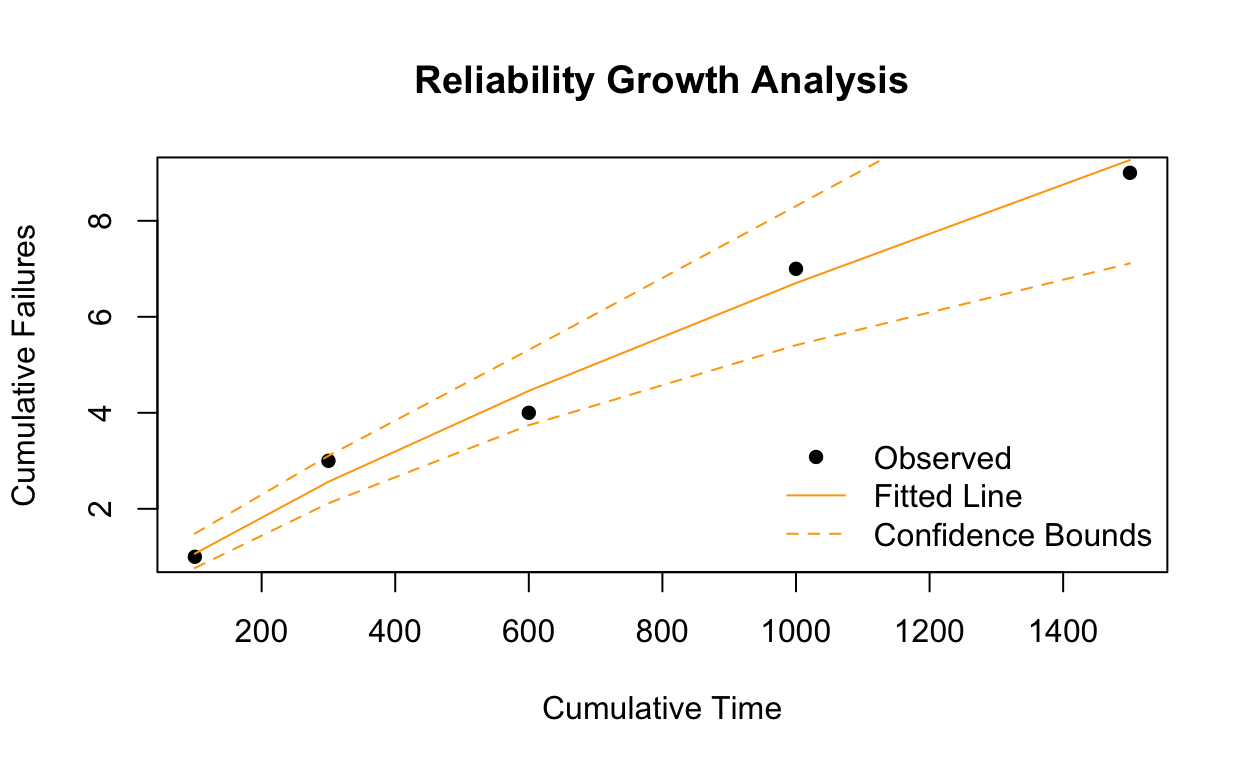 Reliability Growth Analysis
Cumulative Failures
8
6
4
2
Observed
Fitted Line
Confidence Bounds
200 400 600 800 1000 1200 1400
Cumulative Time